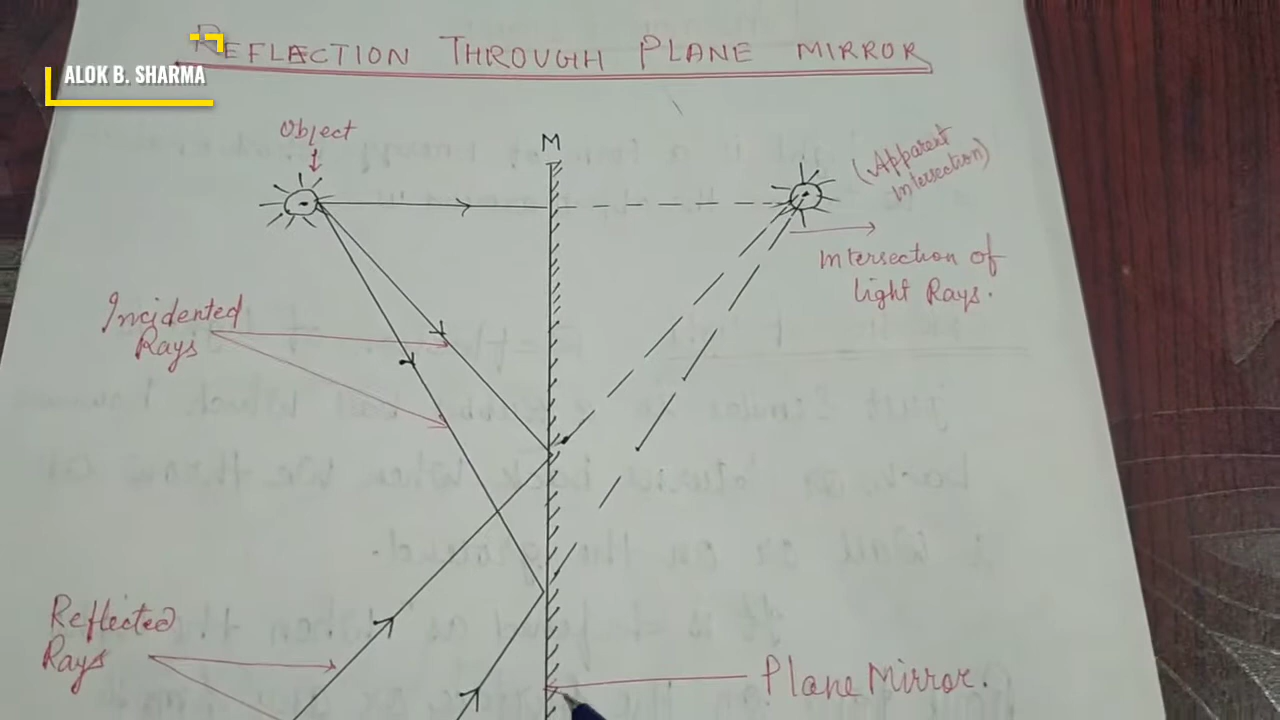 REFLECTION THROUGH PLANE MIRROR
ALOK B. SHARMA
Object
M
(Apparent
Intersection)
Intersection of
light Rays.
Incidented
Rays
Reflected
Rays
Plane Mirror.